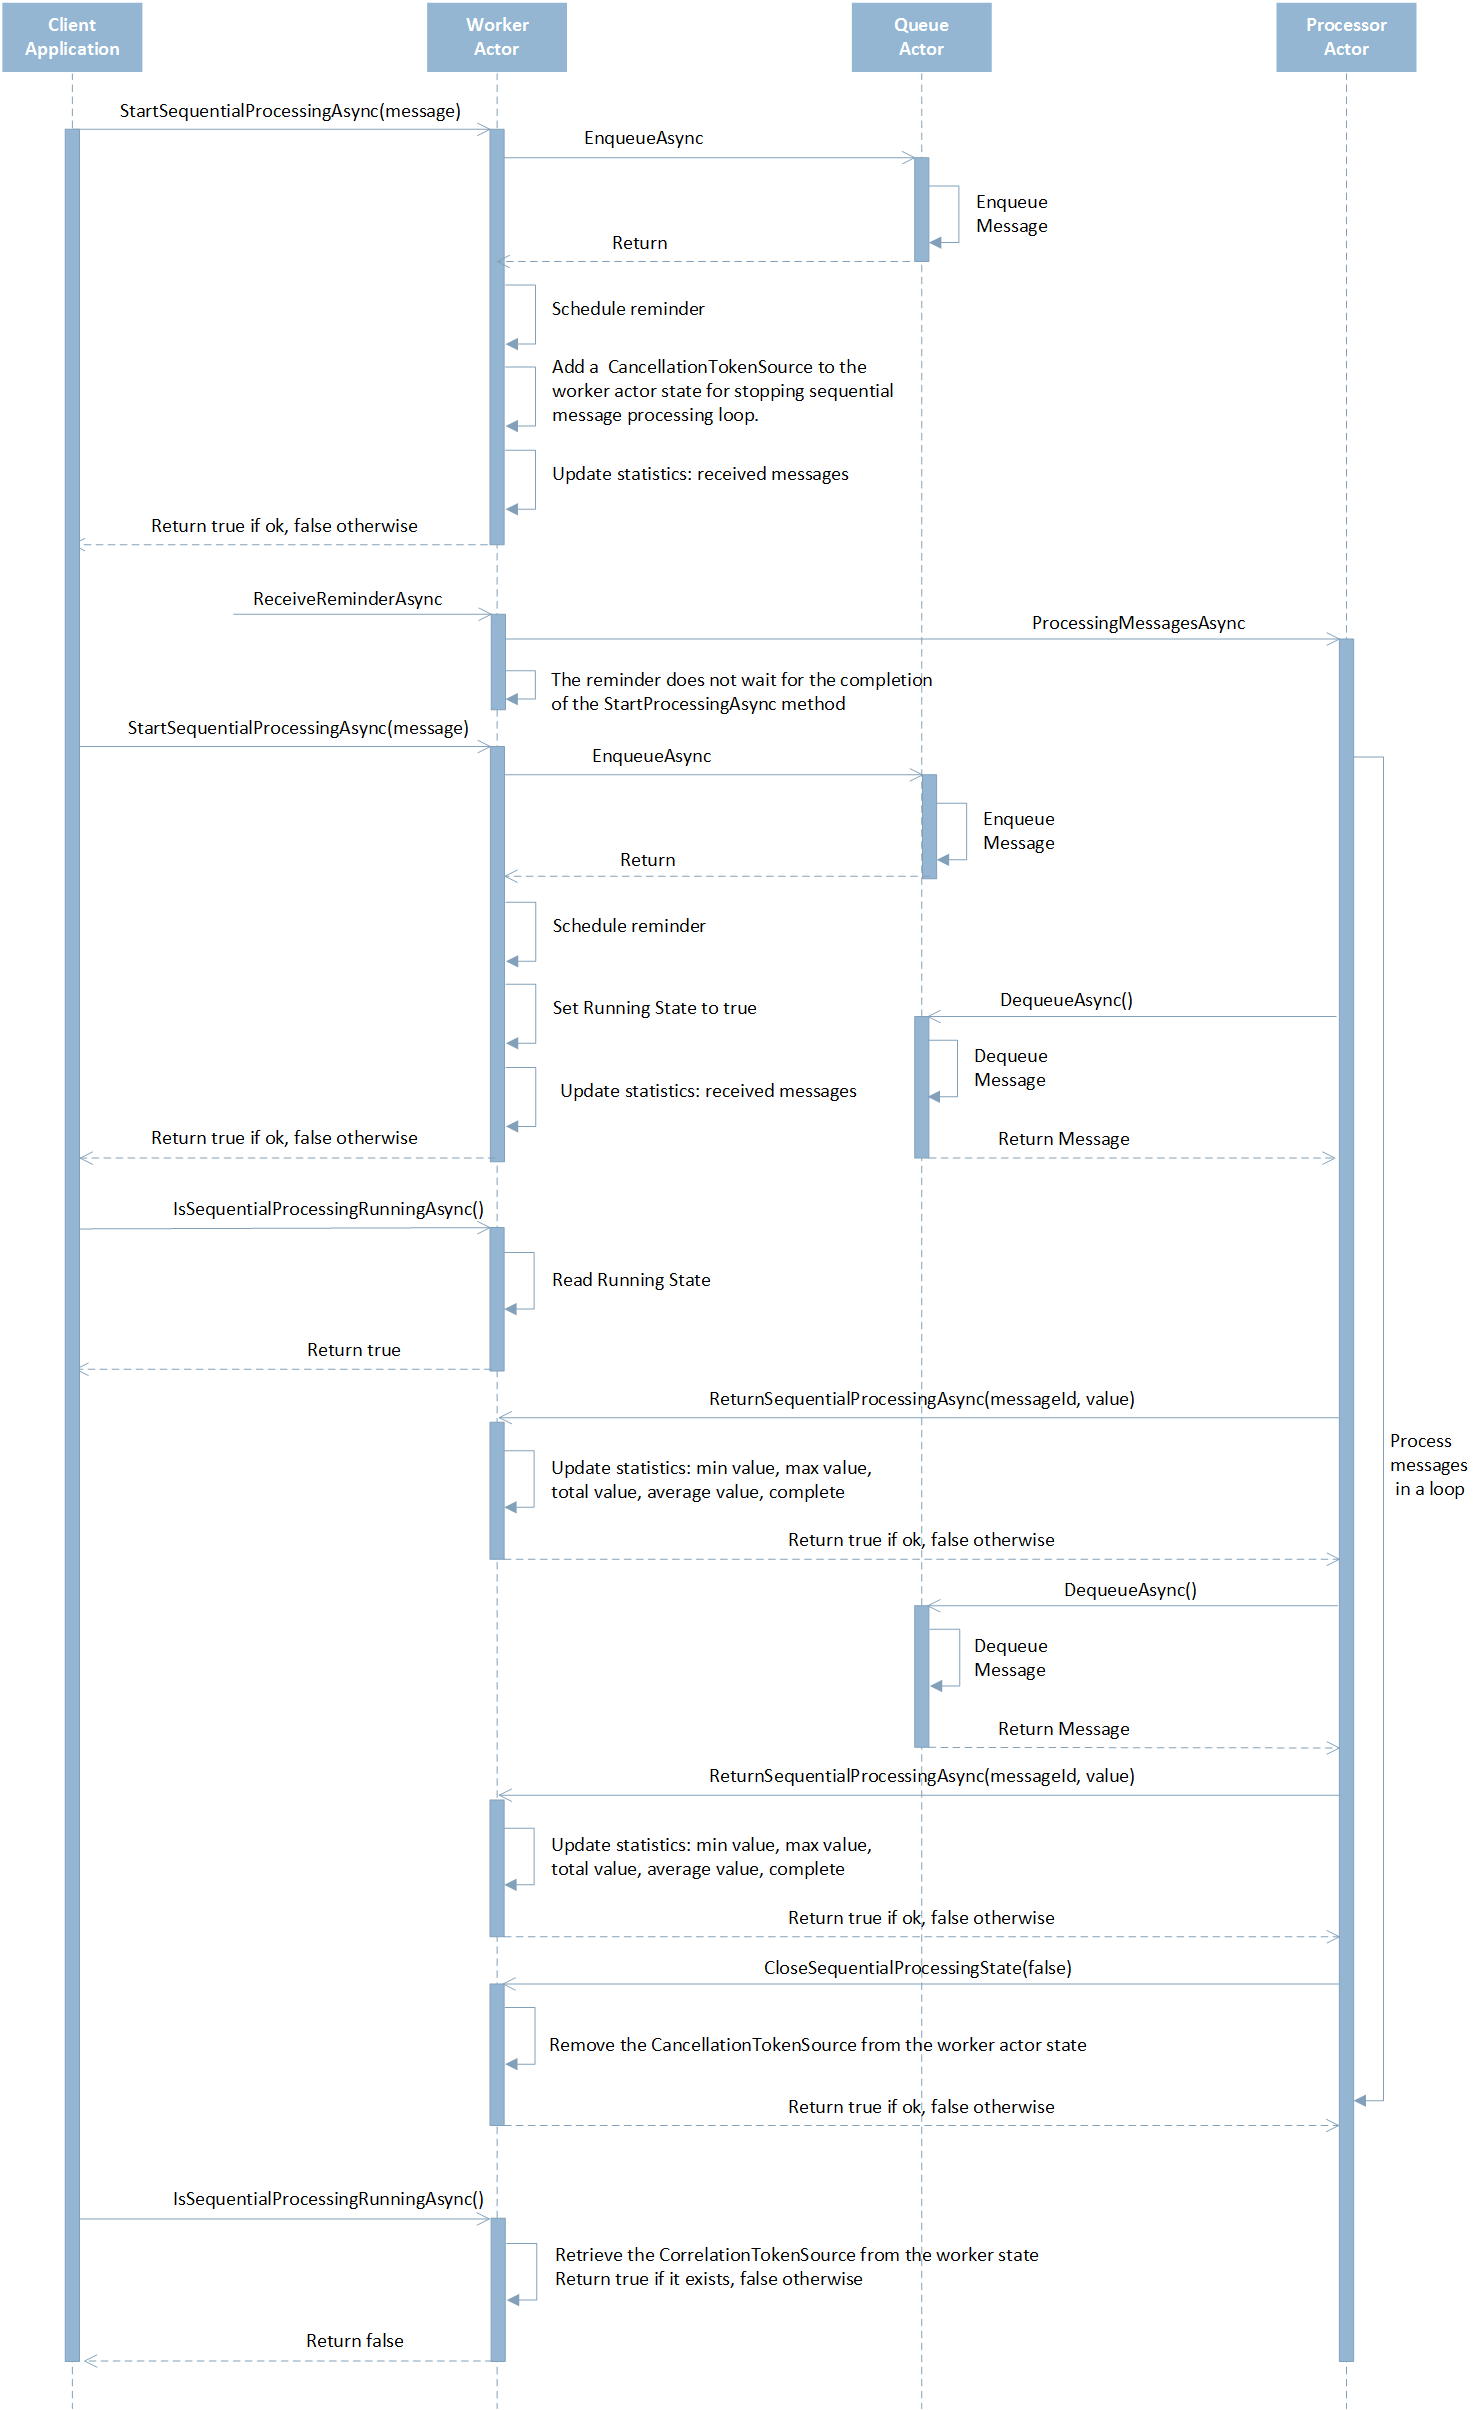 Client
Application
Worker
Actor
Queue
Actor
Processor
Actor
StartSequentialProcessingAsync(message)
EnqueueAsync
Enqueue
Message
Return
Schedule reminder
Add a  CancellationTokenSource to the
worker actor state for stopping sequential
message processing loop.
Update statistics: received messages
Return true if ok, false otherwise
ReceiveReminderAsync
ProcessingMessagesAsync
The reminder does not wait for the completion
of the StartProcessingAsync method
StartSequentialProcessingAsync(message)
EnqueueAsync
Enqueue
Message
Return
Schedule reminder
Set Running State to true
DequeueAsync()
Dequeue
Message
Update statistics: received messages
Return true if ok, false otherwise
Return Message
IsSequentialProcessingRunningAsync()
Read Running State
Return true
ReturnSequentialProcessingAsync(messageId, value)
Process
messages
in a loop
Update statistics: min value, max value,
total value, average value, complete
Return true if ok, false otherwise
DequeueAsync()
Dequeue
Message
Return Message
ReturnSequentialProcessingAsync(messageId, value)
Update statistics: min value, max value,
total value, average value, complete
Return true if ok, false otherwise
CloseSequentialProcessingState(false)
Remove the CancellationTokenSource from the worker actor state
Return true if ok, false otherwise
IsSequentialProcessingRunningAsync()
Retrieve the CorrelationTokenSource from the worker state
Return true if it exists, false otherwise
Return false